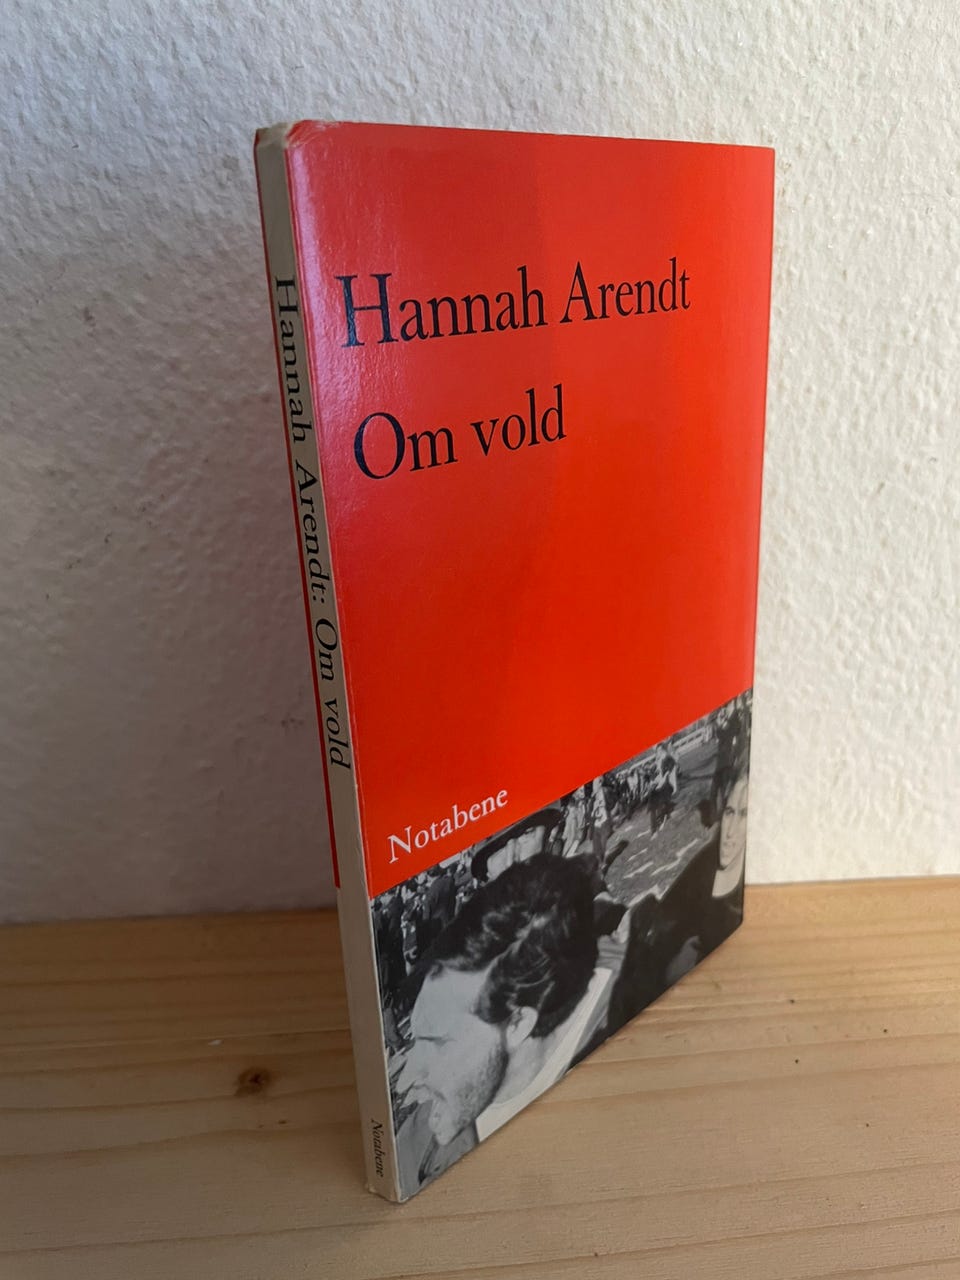 Hannah Arendt
Om vold
Notabene
Hannah Arendt: Om vold
Notabene